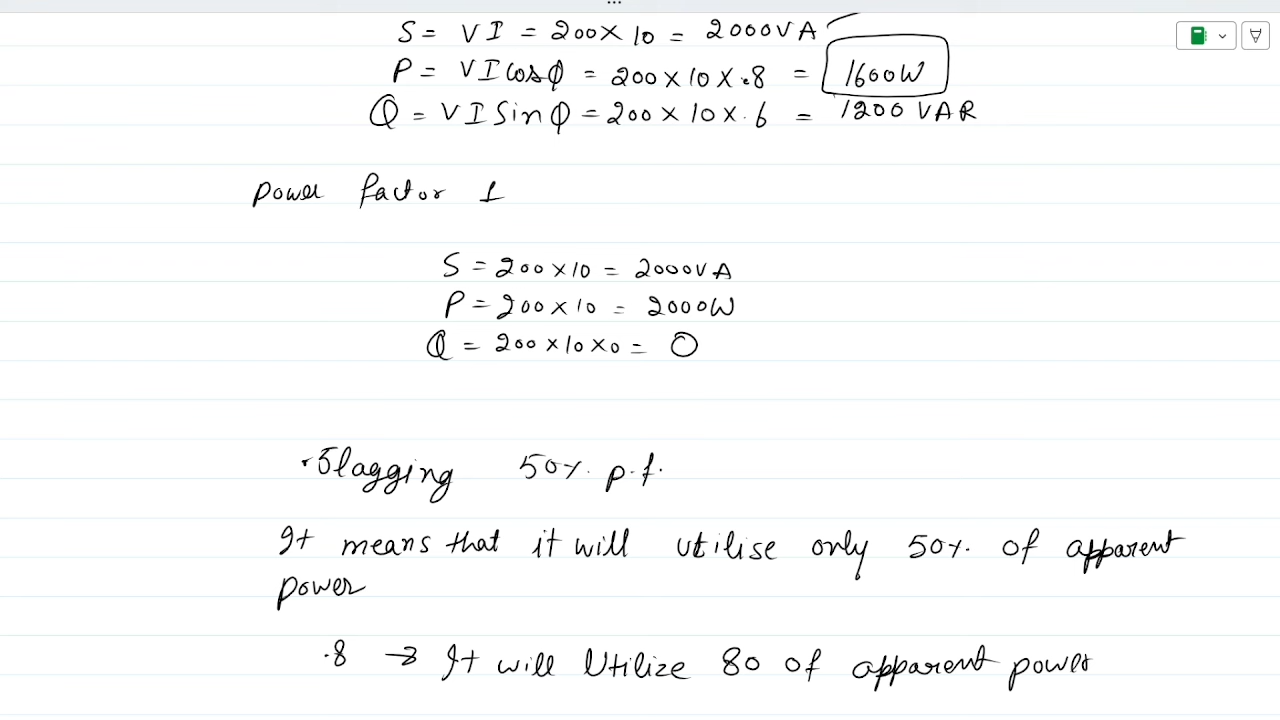 S = VI = 200 × 10 = 2000VA
P = VI cosϕ = 200 × 10 × .8 = 1600W
Q = VI Sinϕ = 200 × 10 × .6 = 1200 VAR
power factor 1
S = 200 × 10 = 2000VA
P = 200 × 10 = 2000W
Q = 200 × 10 × 0 = 0
.5 lagging 50% p.f.
It means that it will utilise only 50% of apparent
power
.8 → It will Utilize 80 of apparent power